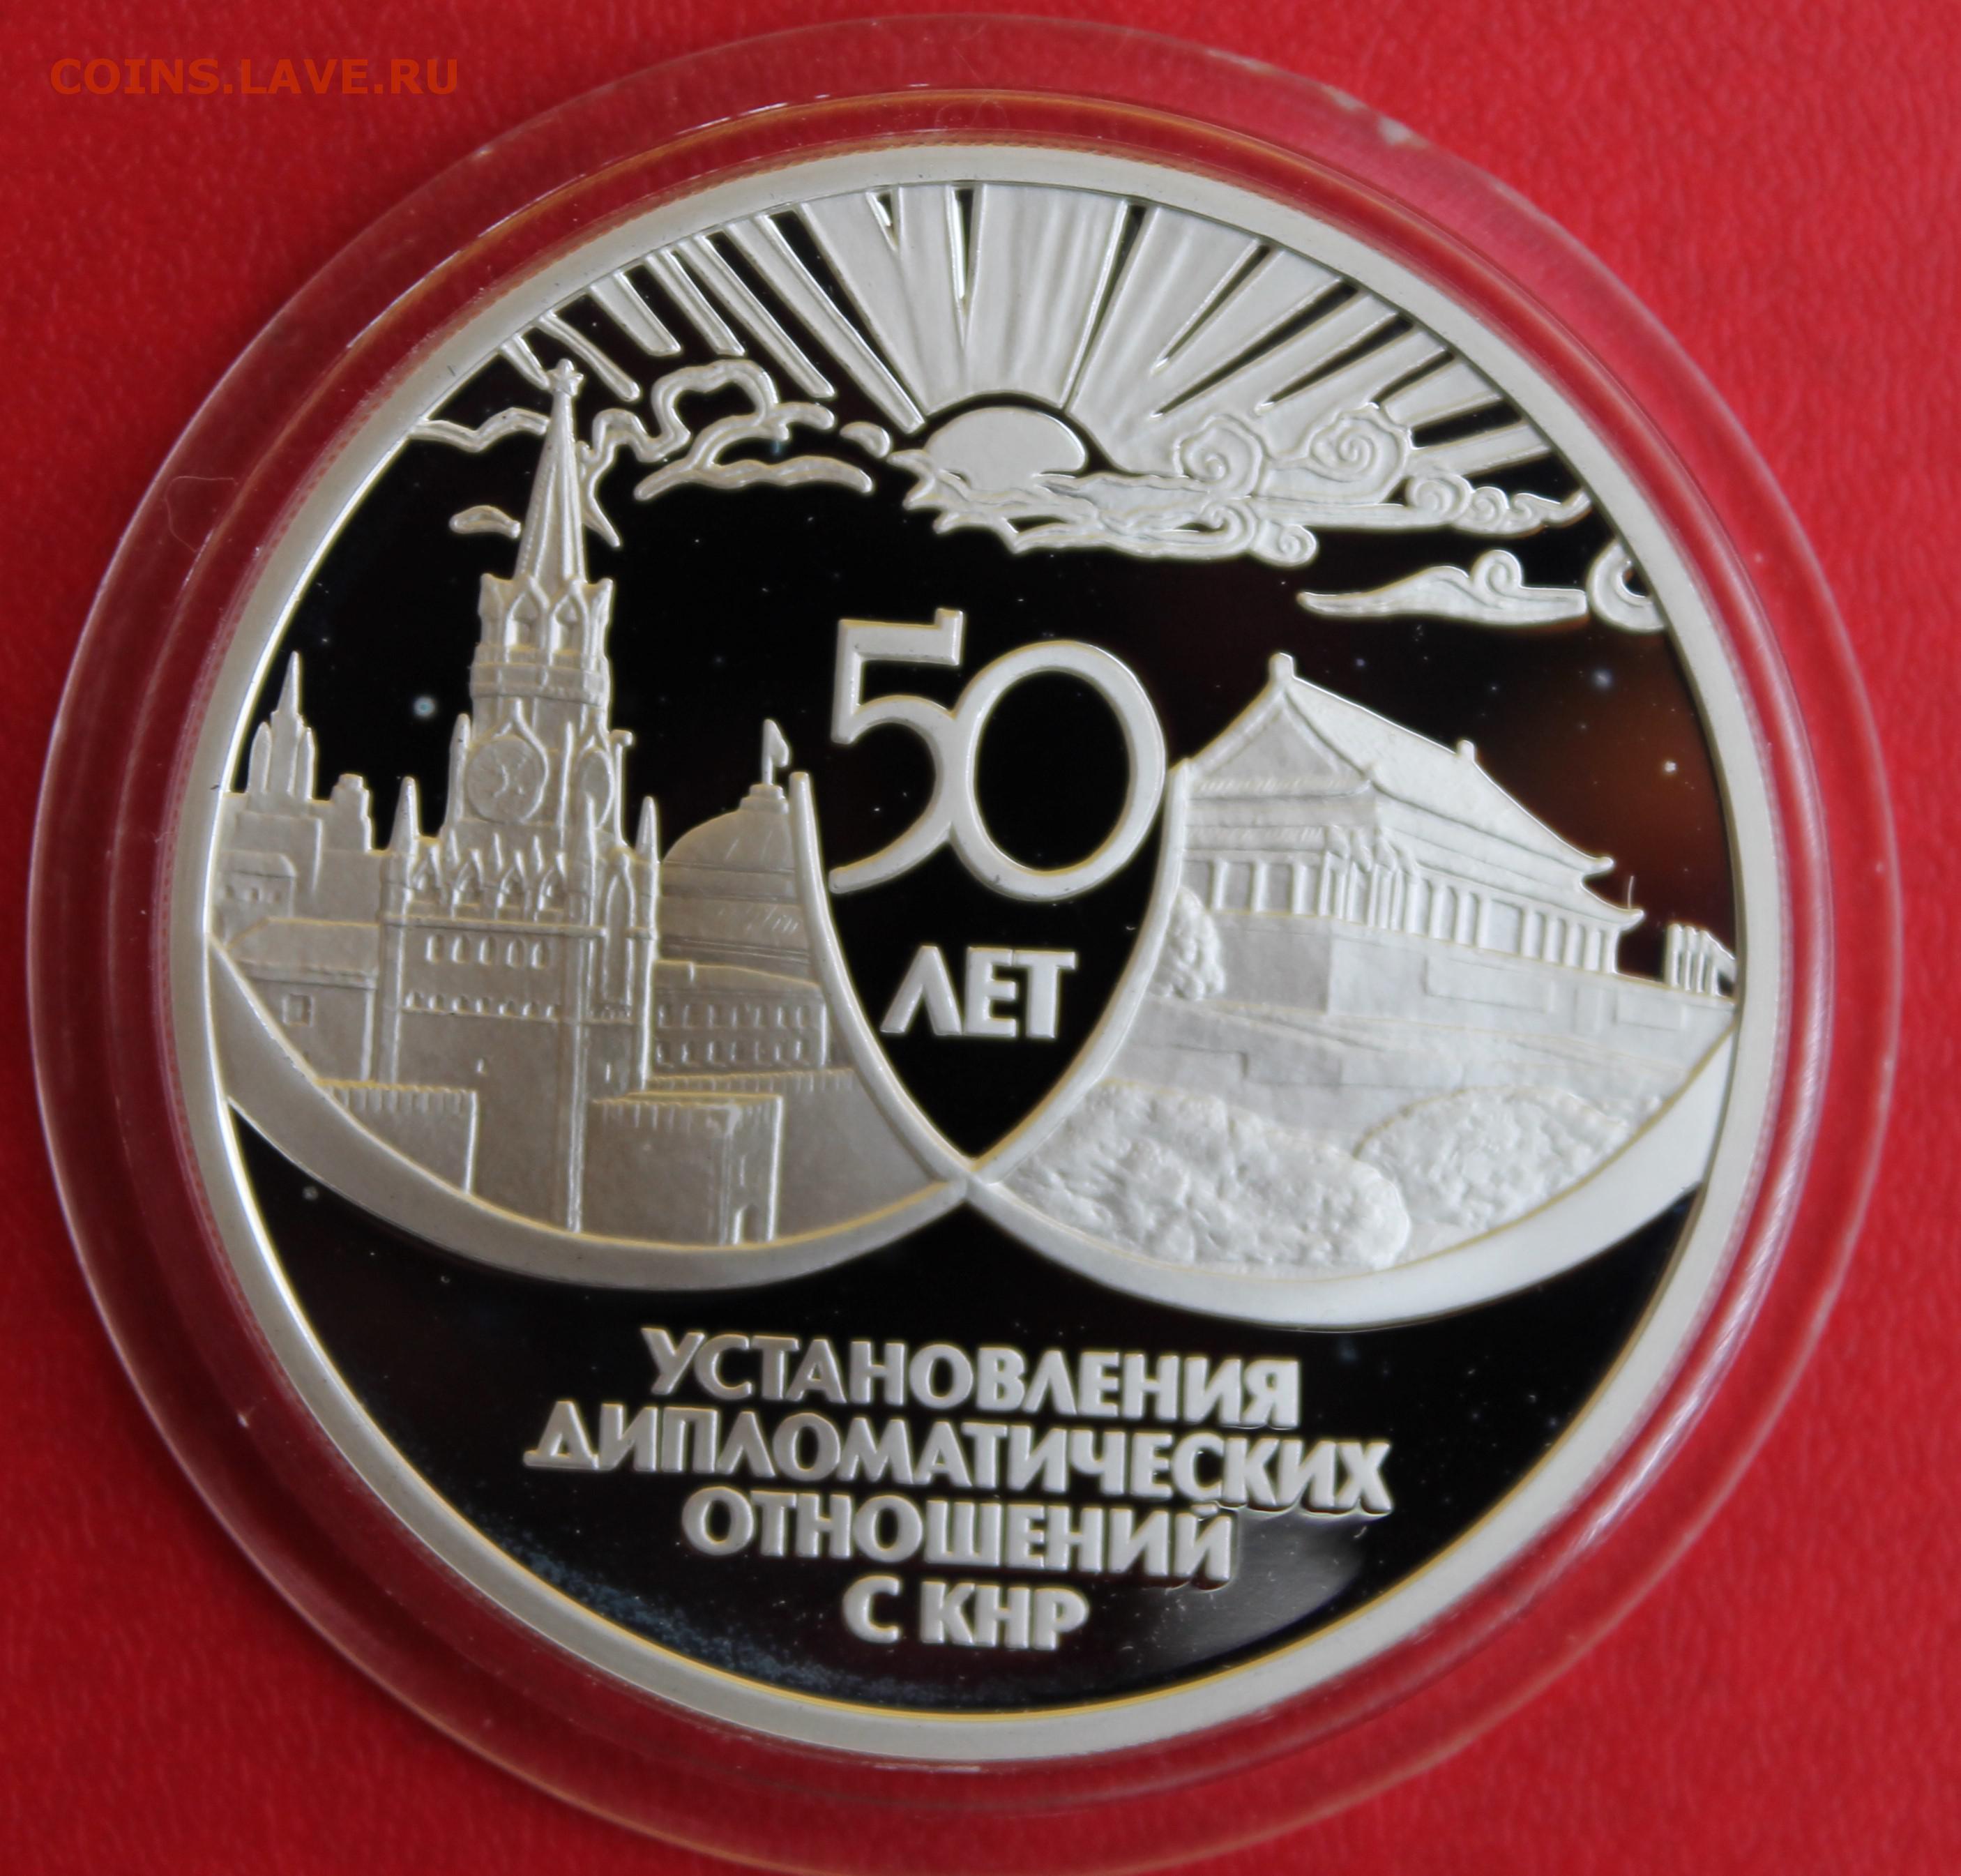 COINS.LAVE.RU
50
ЛЕТ
УСТАНОВЛЕНИЯ
ДИПЛОМАТИЧЕСКИХ
ОТНОШЕНИЙ
С КНР